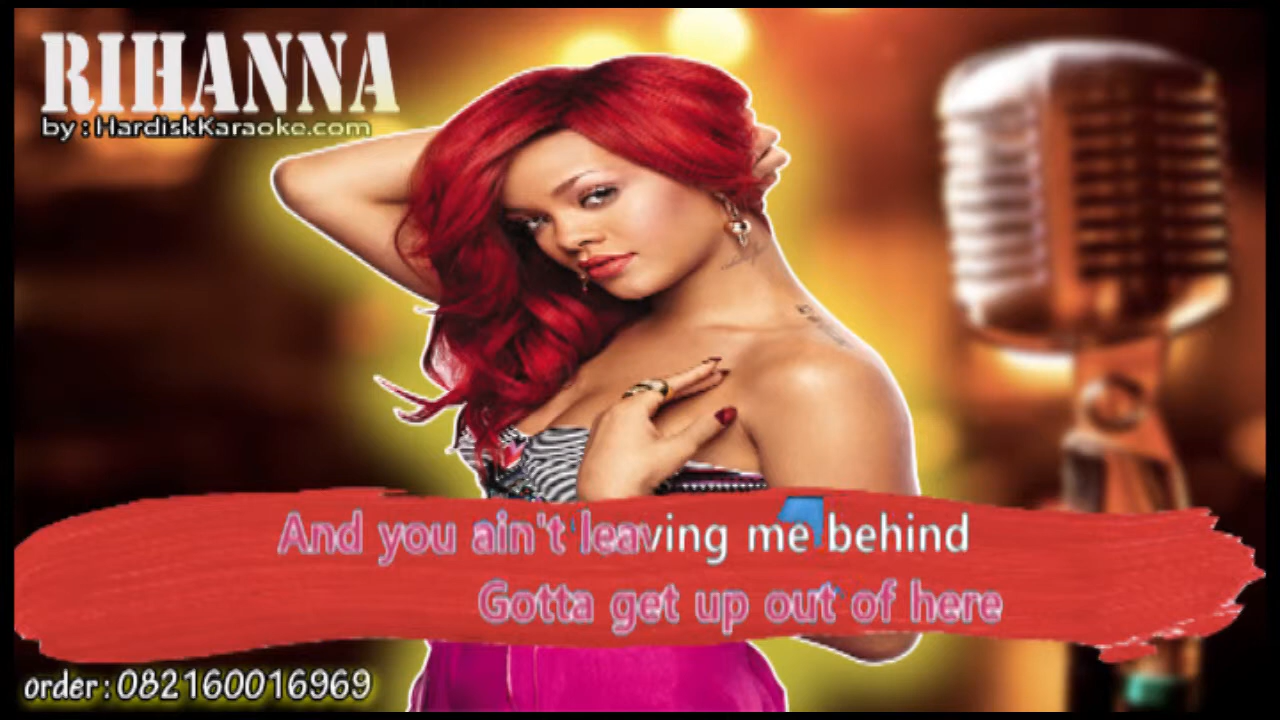 RIHANNA
by : HardiskKaraoke.com
And you ain't leaving me behind
Gotta get up out of here
order : 082160016969